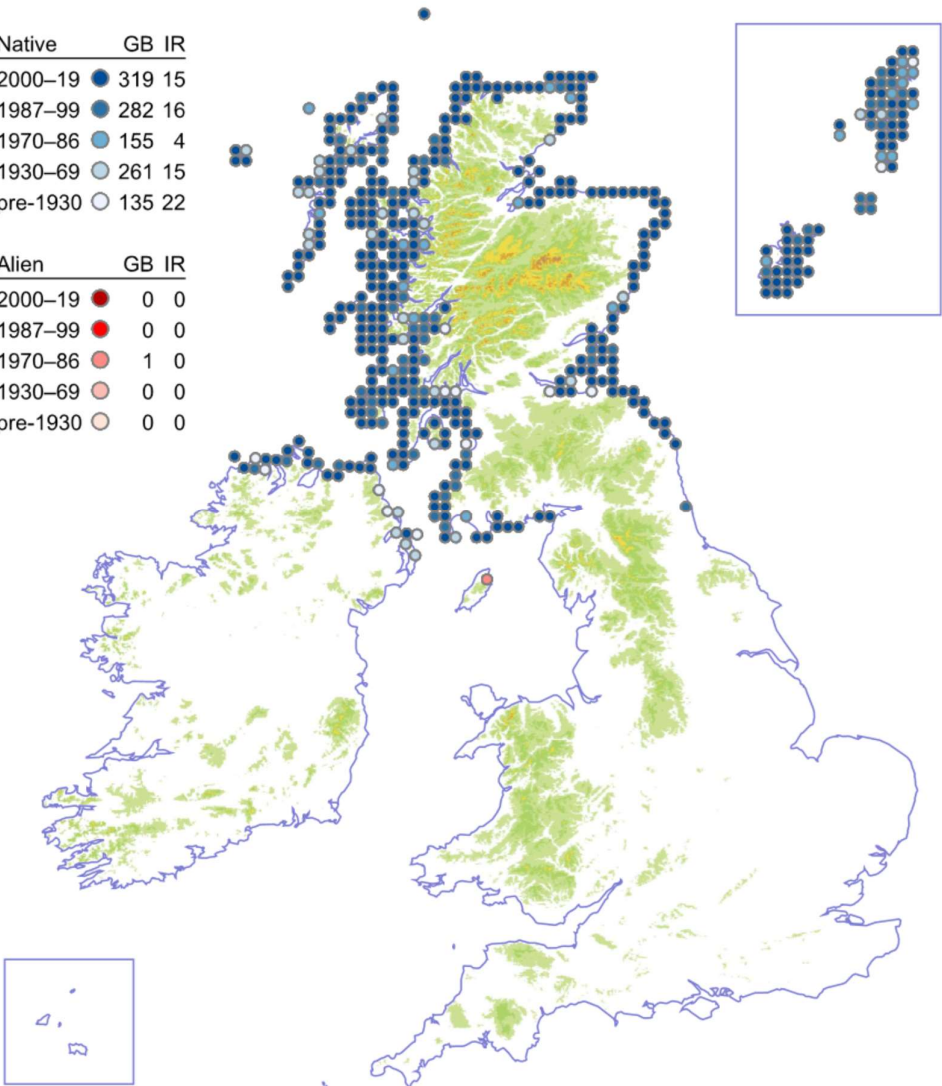 Native GB IR
2000–19 319 15
1987–99 282 16
1970–86 155 4
1930–69 261 15
pre-1930 135 22
Alien GB IR
2000–19 0 0
1987–99 0 0
1970–86 1 0
1930–69 0 0
pre-1930 0 0